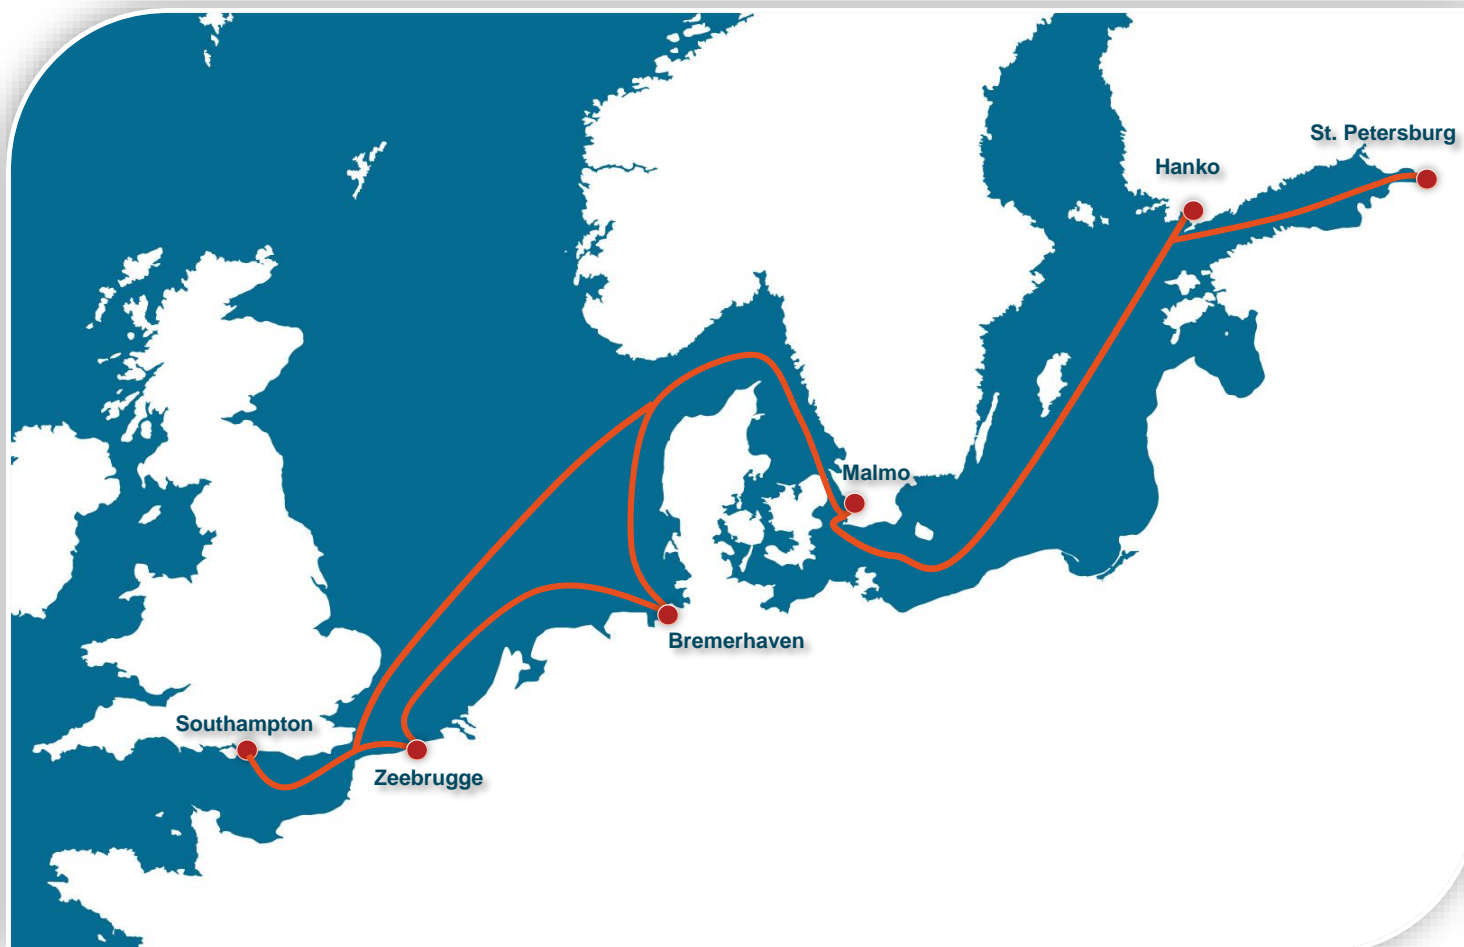 St. Petersburg
Hanko
Malmo
Bremerhaven
Southampton
Zeebrugge